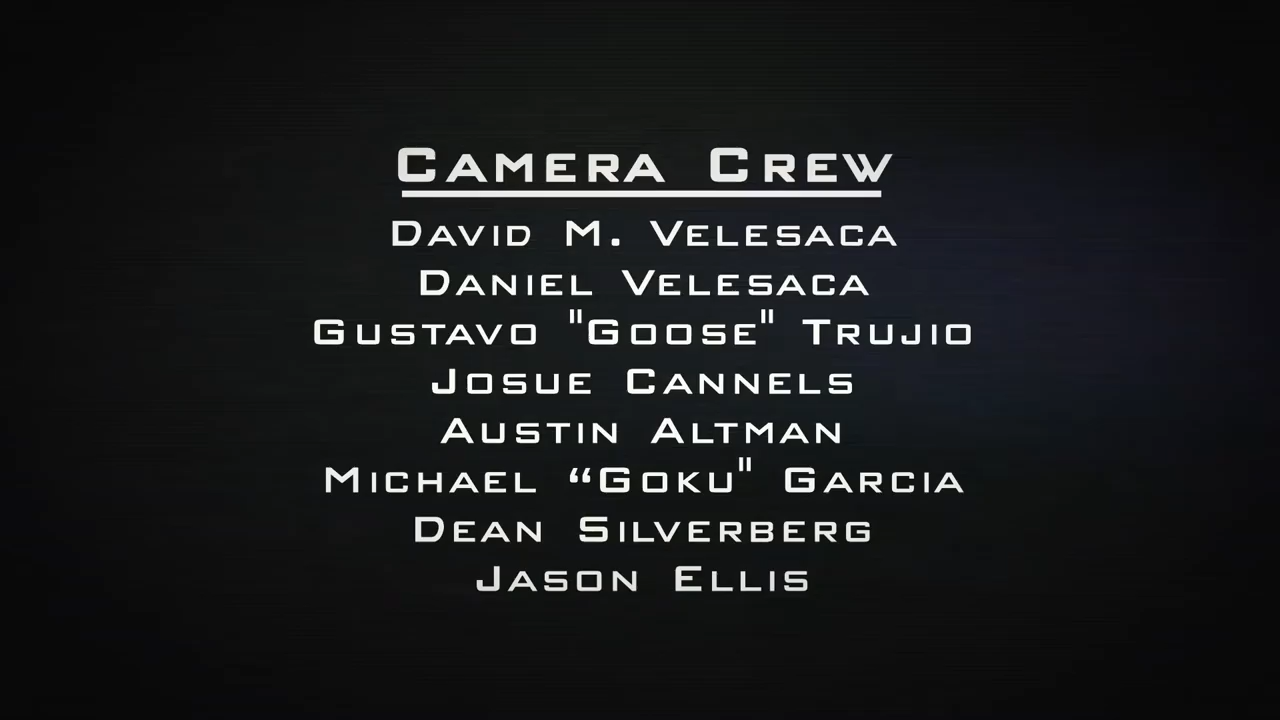 Camera Crew
David M. Velesaca
Daniel Velesaca
Gustavo "Goose" Trujio
Josue Cannels
Austin Altman
Michael “Goku" Garcia
Dean Silverberg
Jason Ellis